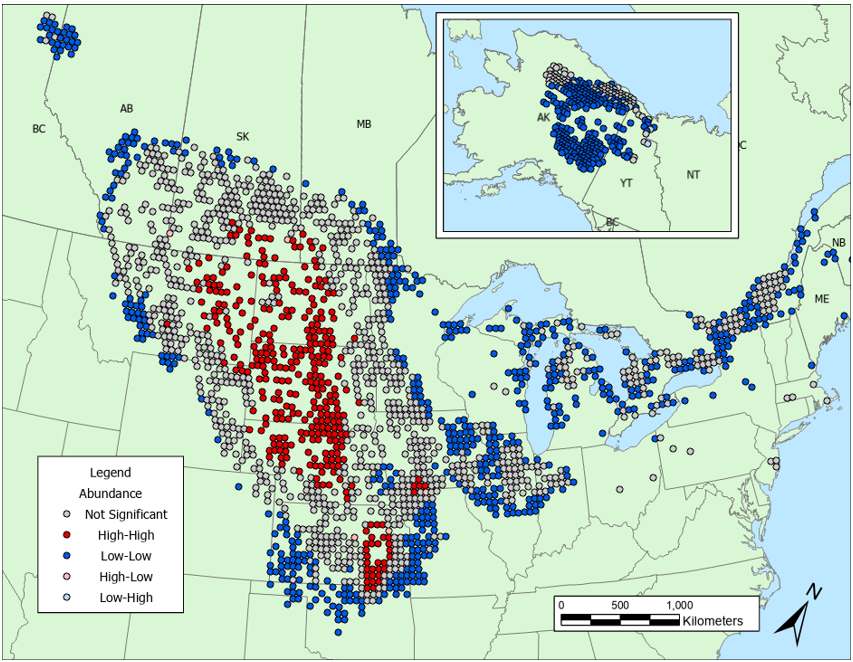 AB
BC
SK
MB
AK
YT
NT
BC
C
NB
ME
Legend
Abundance
Not Significant
High-High
Low-Low
High-Low
Low-High
0 500 1,000
Kilometers
N